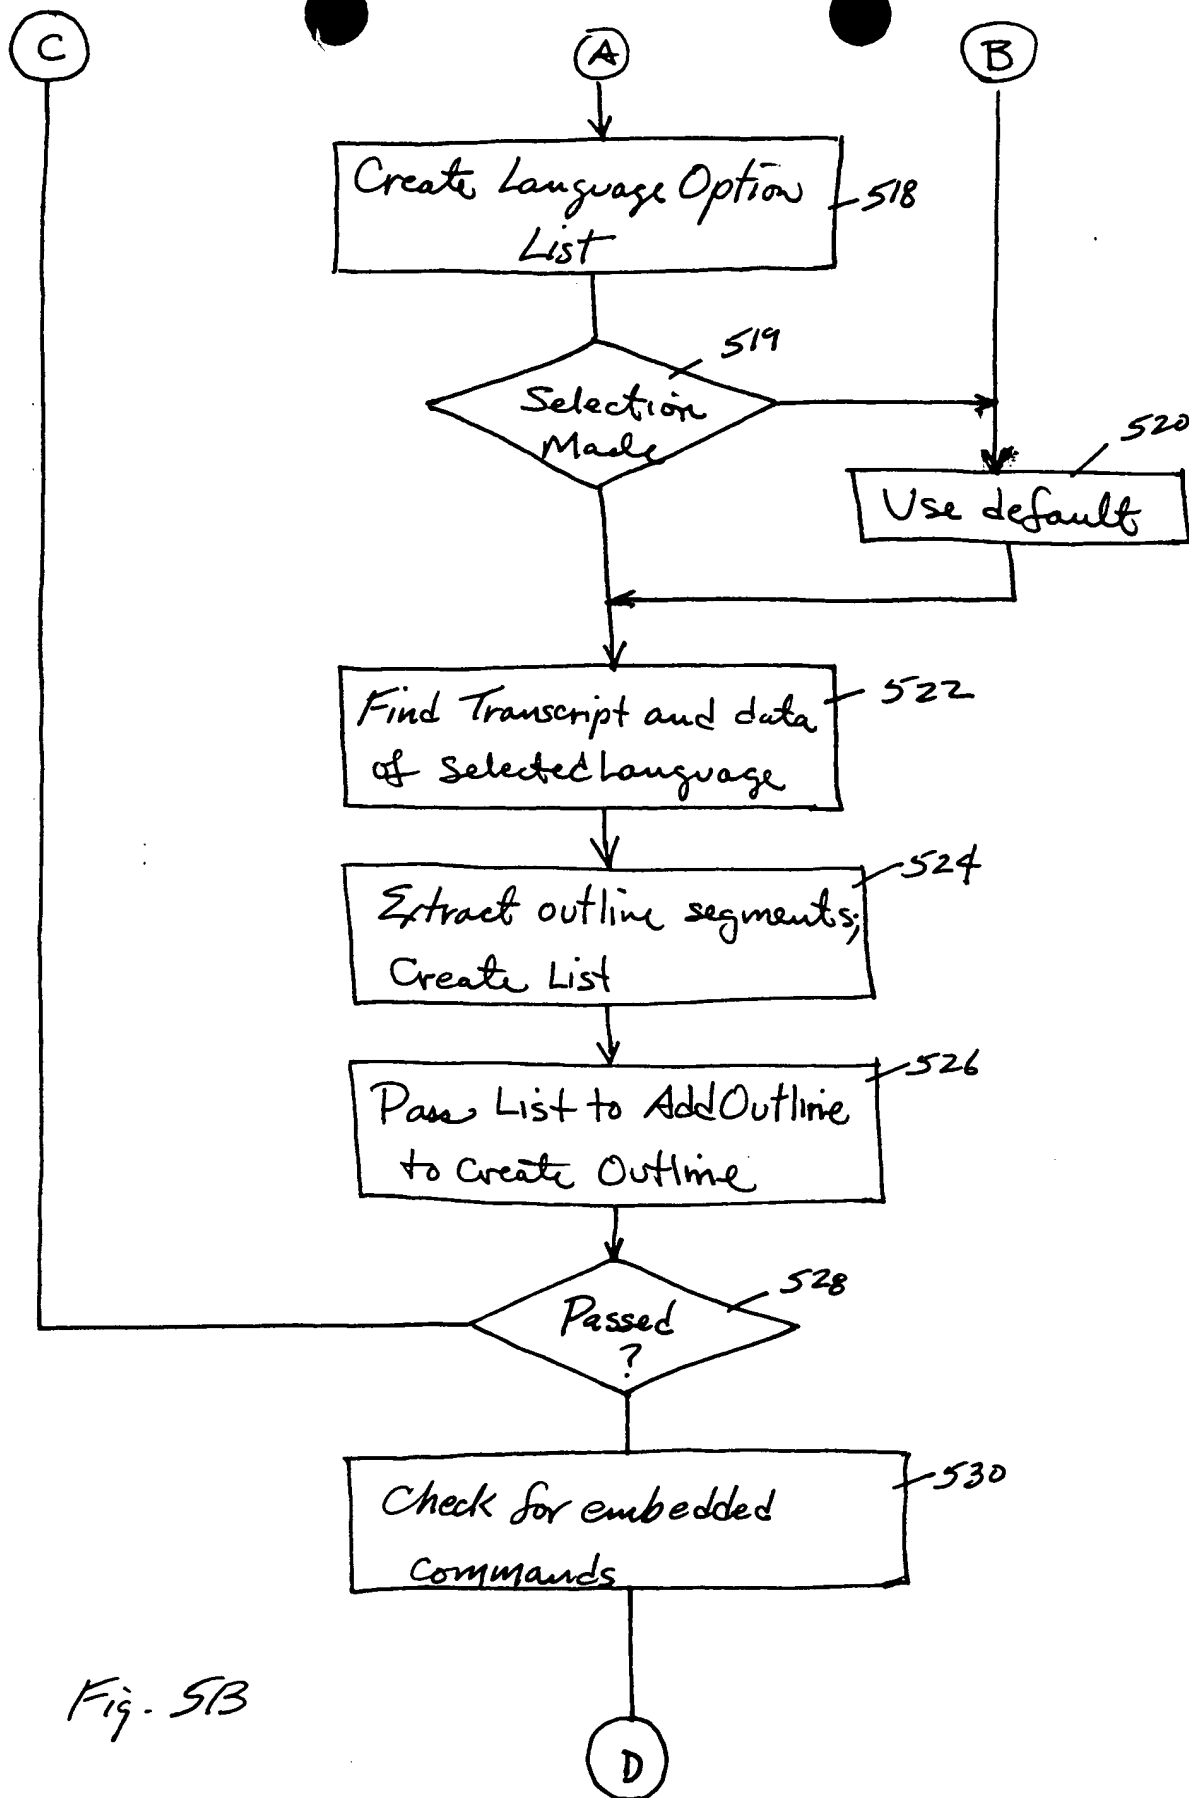 C
A
B
Create Language Option
List
518
519
Selection
Made
520
Use default
Find Transcript and data
of Selected Language
522
Extract outline segments;
Create List
524
Pass List to AddOutline
to Create Outline
526
528
Passed
?
Check for embedded
Commands
530
Fig. 5B
D